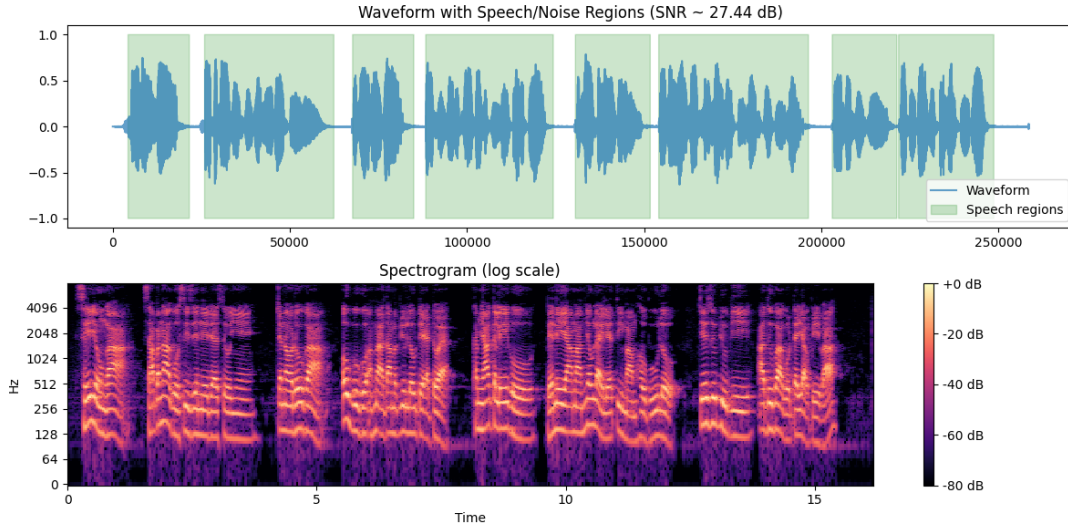 Waveform with Speech/Noise Regions (SNR ~ 27.44 dB)
1.0
0.5
0.0
−0.5
−1.0
0
50000
100000
150000
200000
250000
Waveform
Speech regions
Spectrogram (log scale)
4096
2048
1024
512
256
128
64
0
Hz
0
5
10
15
Time
+0 dB
-20 dB
-40 dB
-60 dB
-80 dB